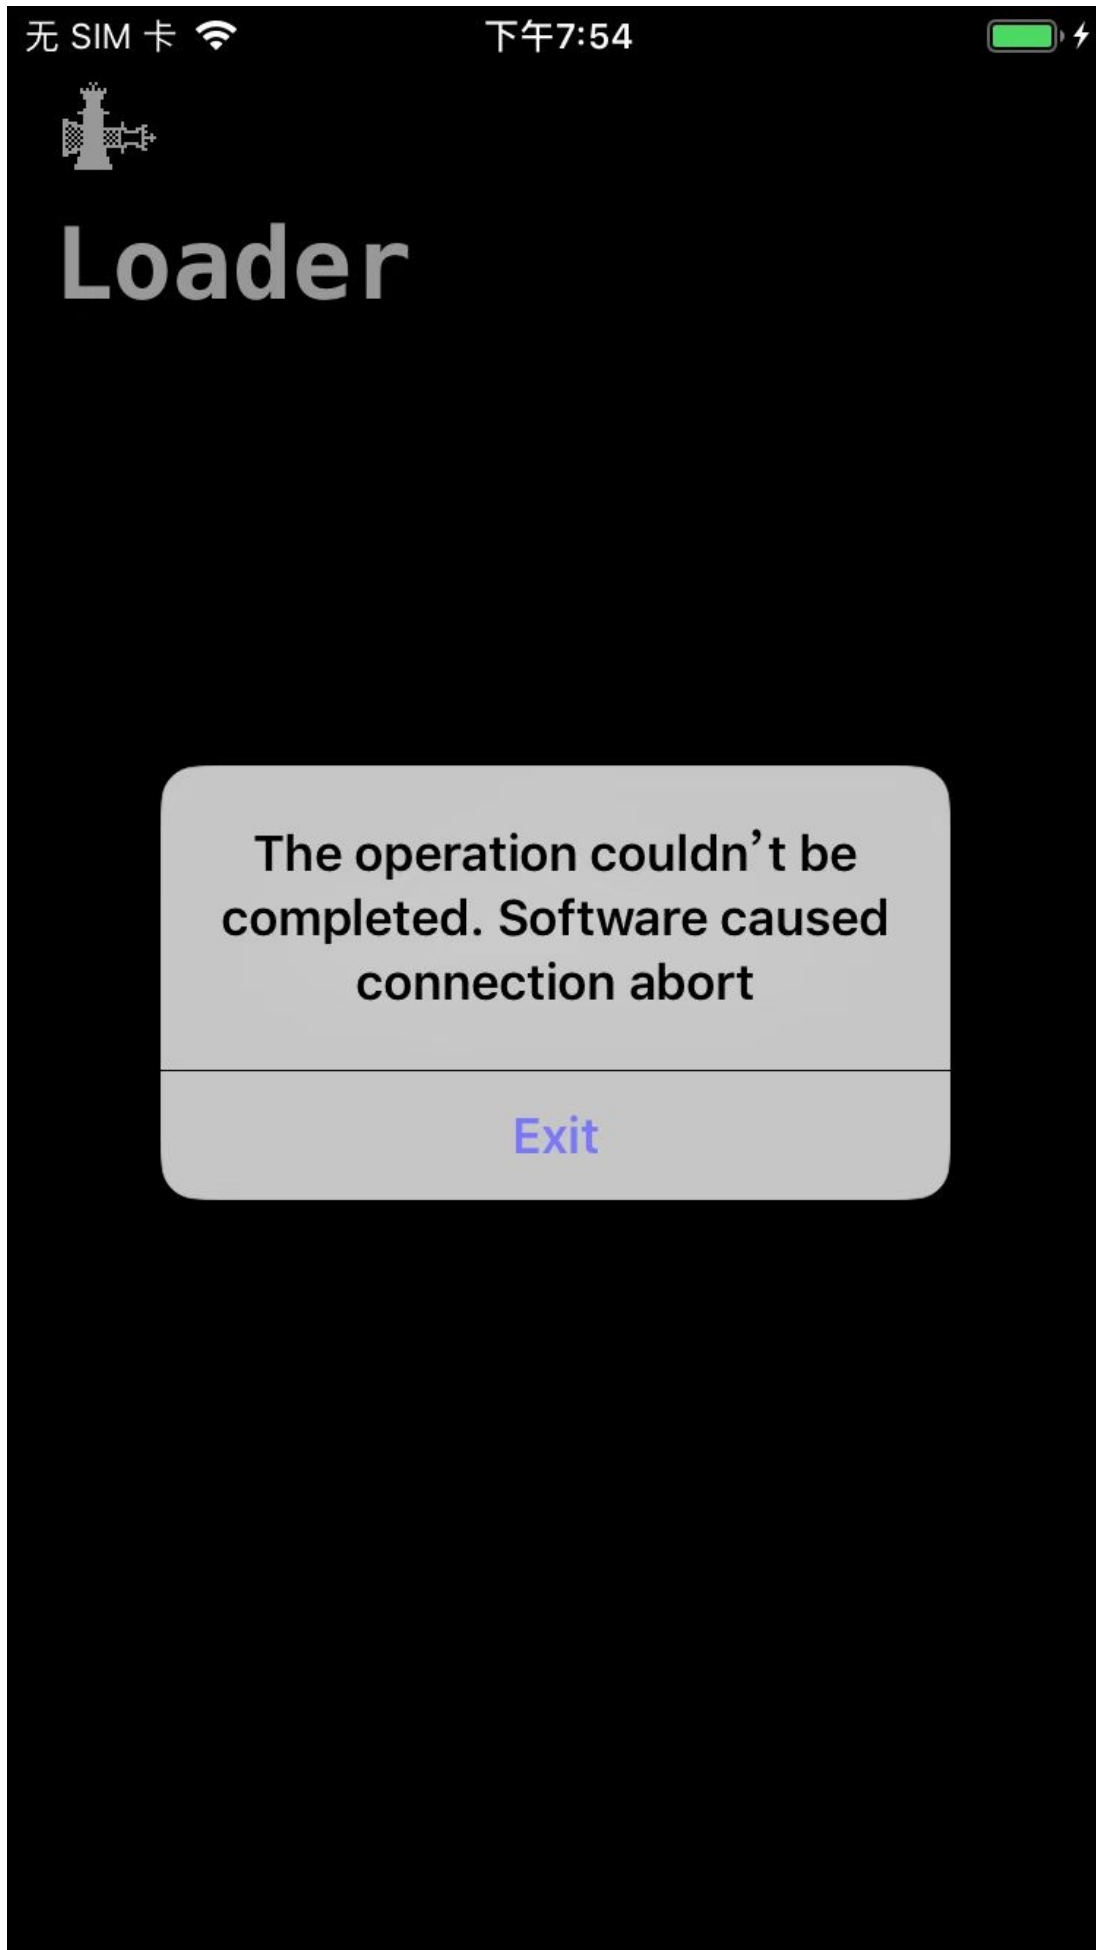 无 SIM 卡
下午7:54
Loader
The operation couldn’t be
completed. Software caused
connection abort
Exit